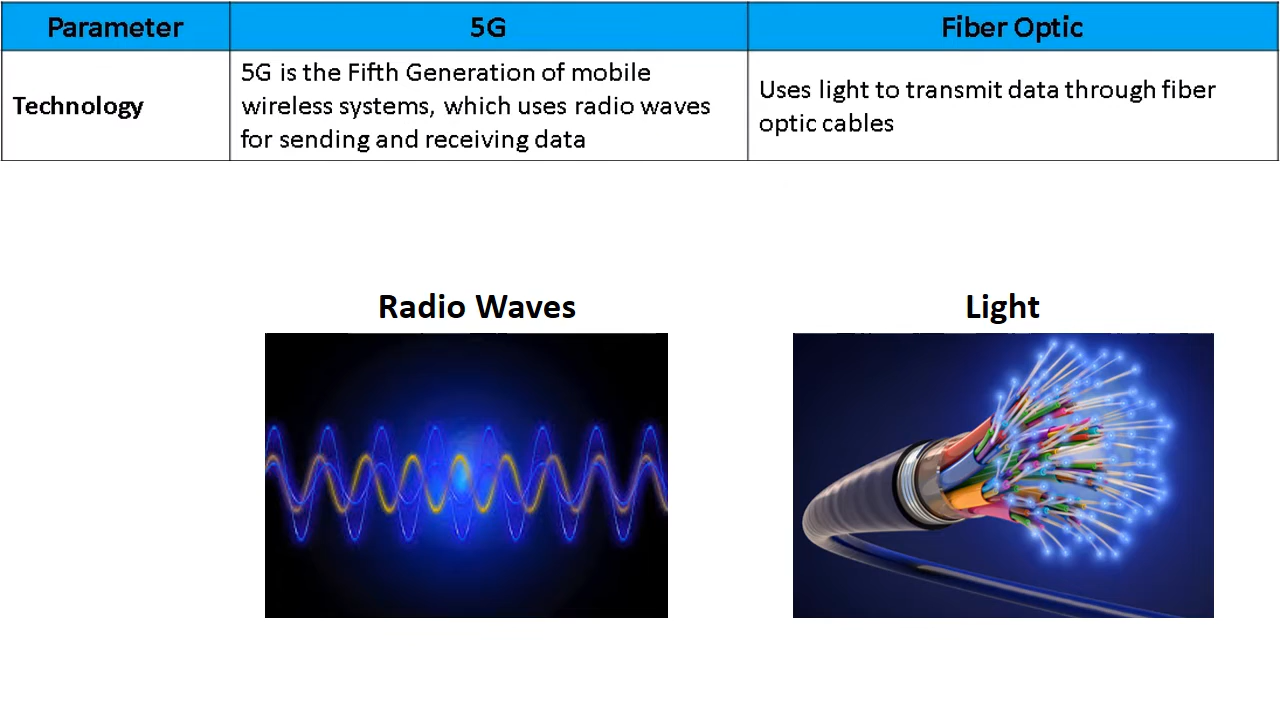 Parameter
5G
Fiber Optic
Technology
5G is the Fifth Generation of mobile
wireless systems, which uses radio waves
for sending and receiving data
Uses light to transmit data through fiber
optic cables
Radio Waves
Light